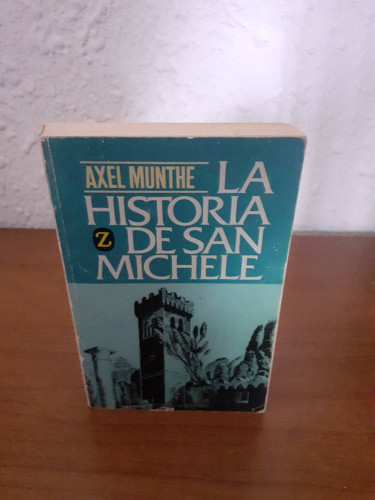 AXEL MUNTHE LA
HISTORIA
Z DE SAN
MICHELE